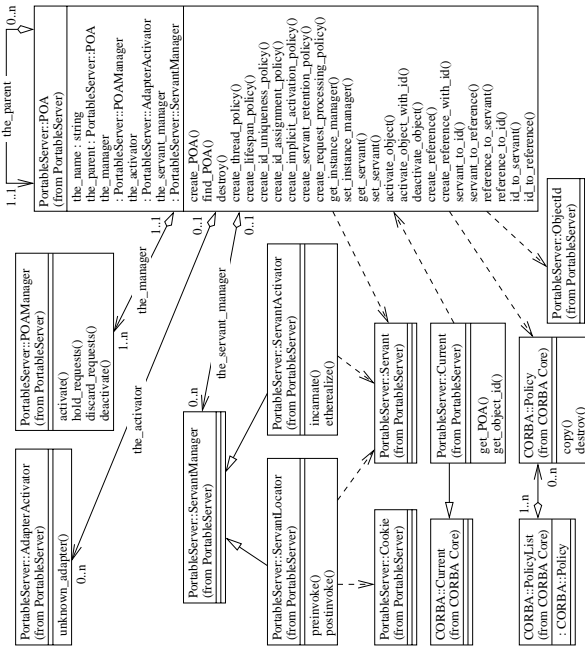 PortableServer::AdapterActivator
(from PortableServer)
unknown_adapter()
0..n
PortableServer::POAManager
(from PortableServer)
activate()
hold_requests()
discard_requests()
deactivate()
1..n
the_manager
1..1
the_activator
0..1
the_parent
0..n
1..1
PortableServer::POA
(from PortableServer)
the_name : string
the_parent : PortableServer::POA
the_manager
: PortableServer::POAManager
the_activator
: PortableServer::AdapterActivator
the_servant_manager
: PortableServer::ServantManager
create_POA()
find_POA()
destroy()
create_thread_policy()
create_lifespan_policy()
create_id_uniqueness_policy()
create_id_assignment_policy()
create_implicit_activation_policy()
create_servant_retention_policy()
create_request_processing_policy()
get_instance_manager()
set_instance_manager()
get_servant()
set_servant()
activate_object()
activate_object_with_id()
deactivate_object()
create_reference()
create_reference_with_id()
servant_to_id()
servant_to_reference()
reference_to_servant()
reference_to_id()
id_to_servant()
id_to_reference()
PortableServer::ServantManager
(from PortableServer)
0..n
the_servant_manager
0..1
PortableServer::ServantLocator
(from PortableServer)
preinvoke()
postinvoke()
PortableServer::ServantActivator
(from PortableServer)
incarnate()
etherealize()
PortableServer::Cookie
(from PortableServer)
PortableServer::Servant
(from PortableServer)
CORBA::Current
(from CORBA Core)
PortableServer::Current
(from PortableServer)
get_POA()
get_object_id()
CORBA::PolicyList
(from CORBA Core)
: CORBA::Policy
1..n
0..n
CORBA::Policy
(from CORBA Core)
copy()
destroy()
PortableServer::ObjectId
(from PortableServer)